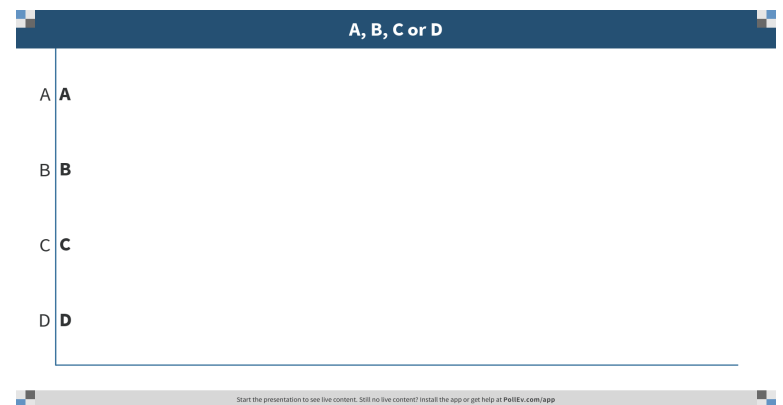 A, B, C or D
A A
B B
C C
D D
Start the presentation to see live content. Still no live content? Install the app or get help at PollEv.com/app